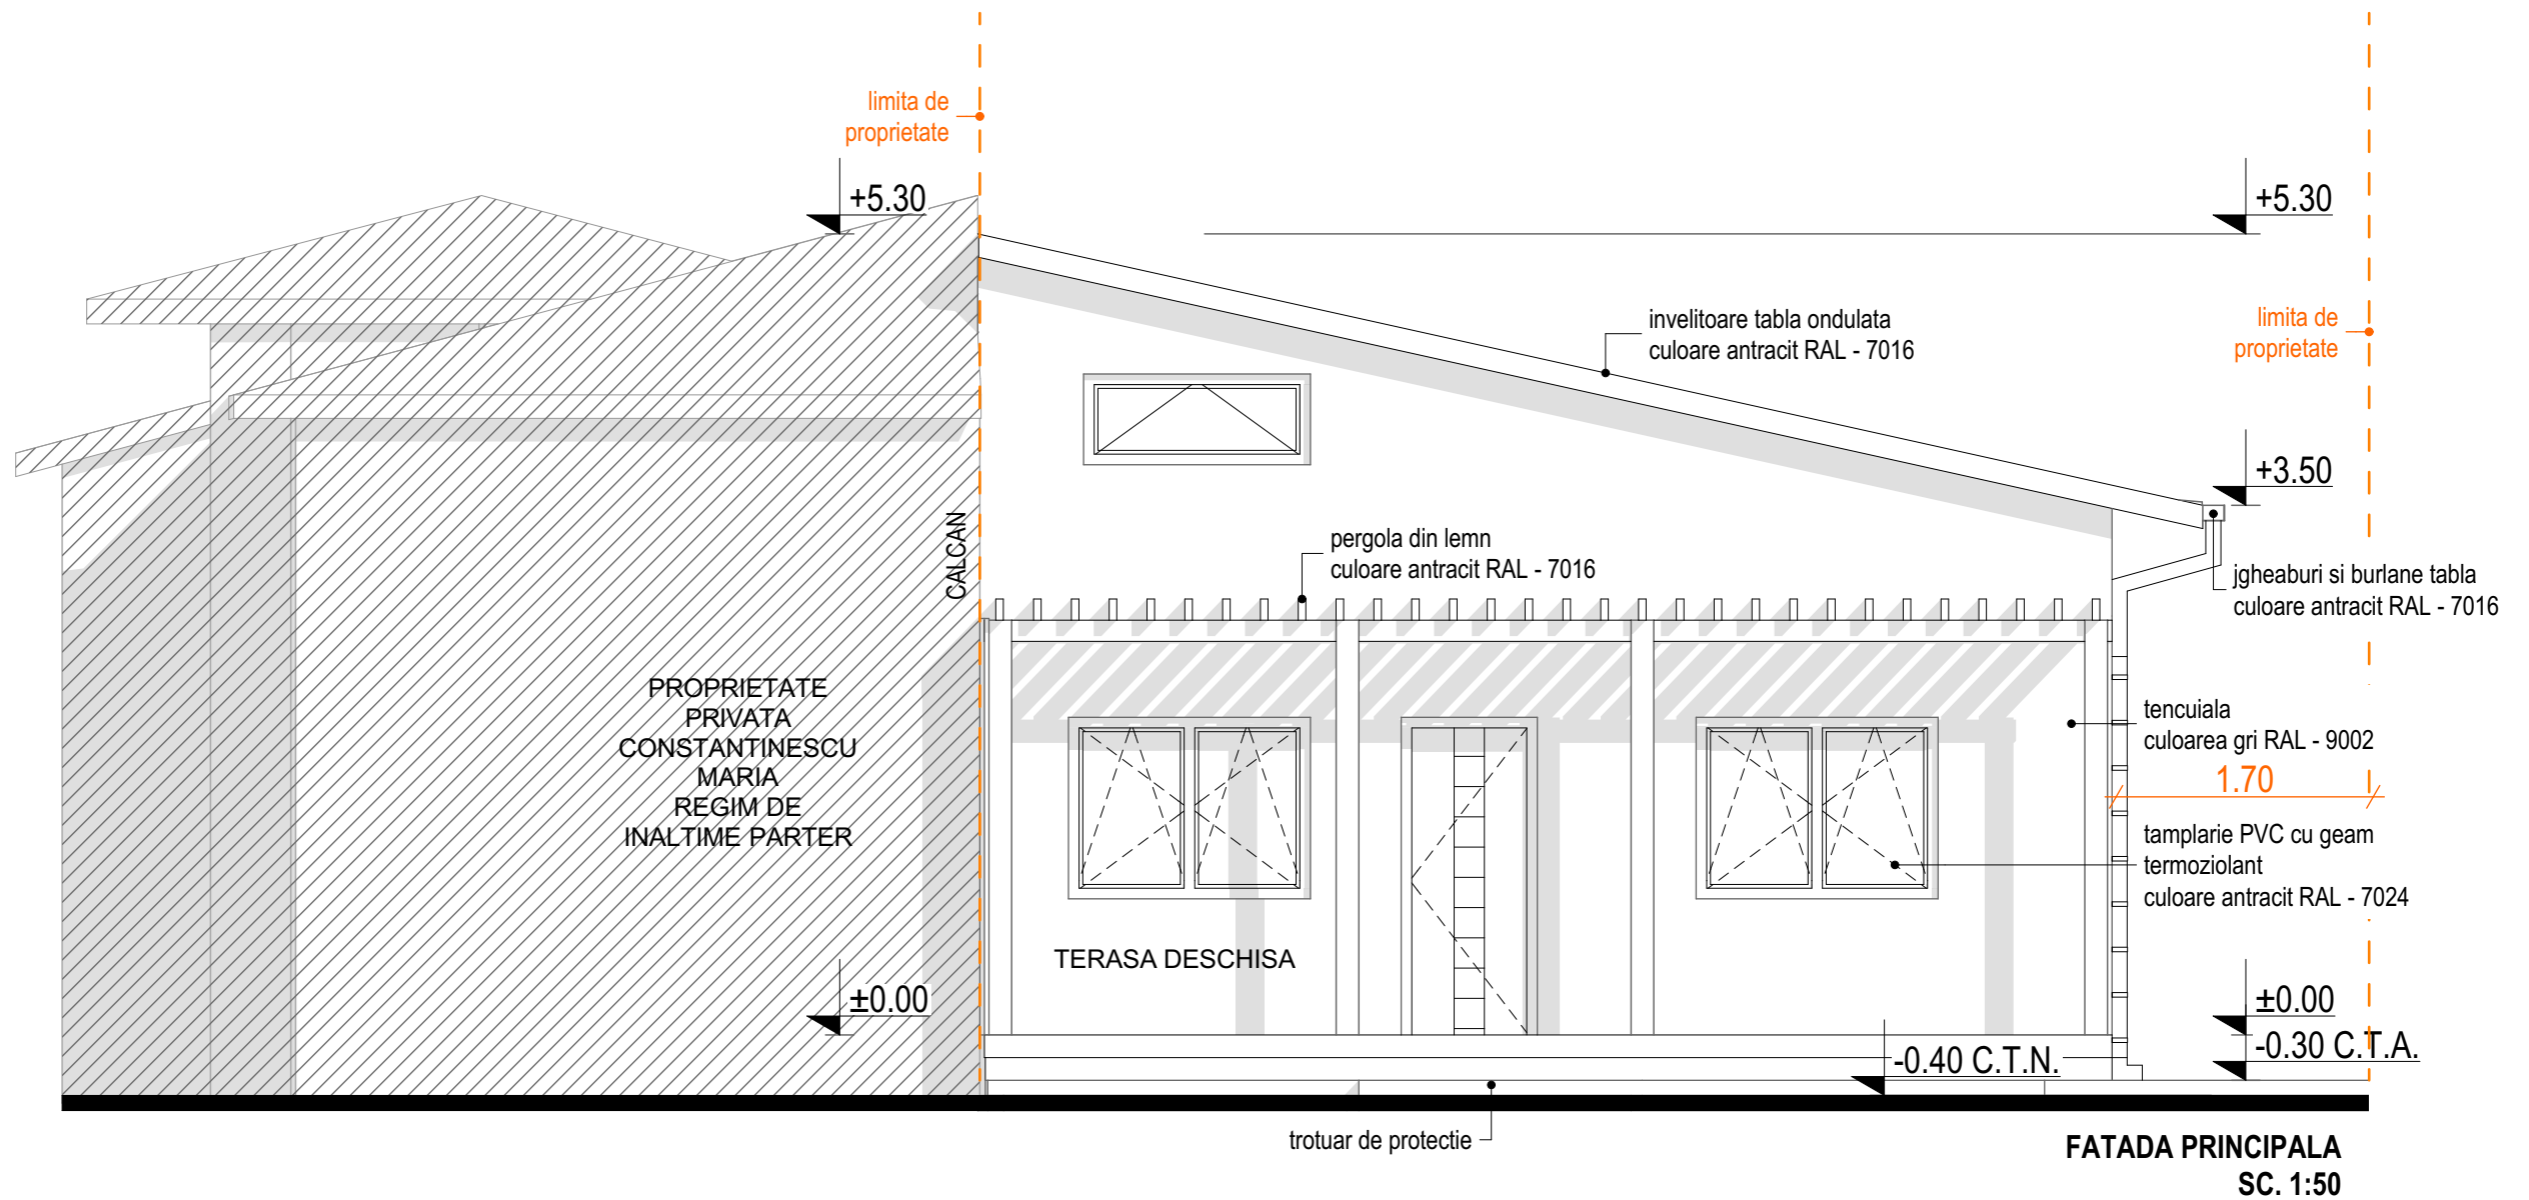 limita de
proprietate
+5.30
+5.30
invelitoare tabla ondulata
culoare antracit RAL - 7016
limita de
proprietate
+3.50
CALCAN
pergola din lemn
culoare antracit RAL - 7016
jgheaburi si burlane tabla
culoare antracit RAL - 7016
PROPRIETATE
PRIVATA
CONSTANTINESCU
MARIA
REGIM DE
INALTIME PARTER
tencuiala
culoarea gri RAL - 9002
1.70
tamplarie PVC cu geam
termoziolant
culoare antracit RAL - 7024
TERASA DESCHISA
±0.00
±0.00
-0.40 C.T.N.
-0.30 C.T.A.
trotuar de protectie
FATADA PRINCIPALA
SC. 1:50